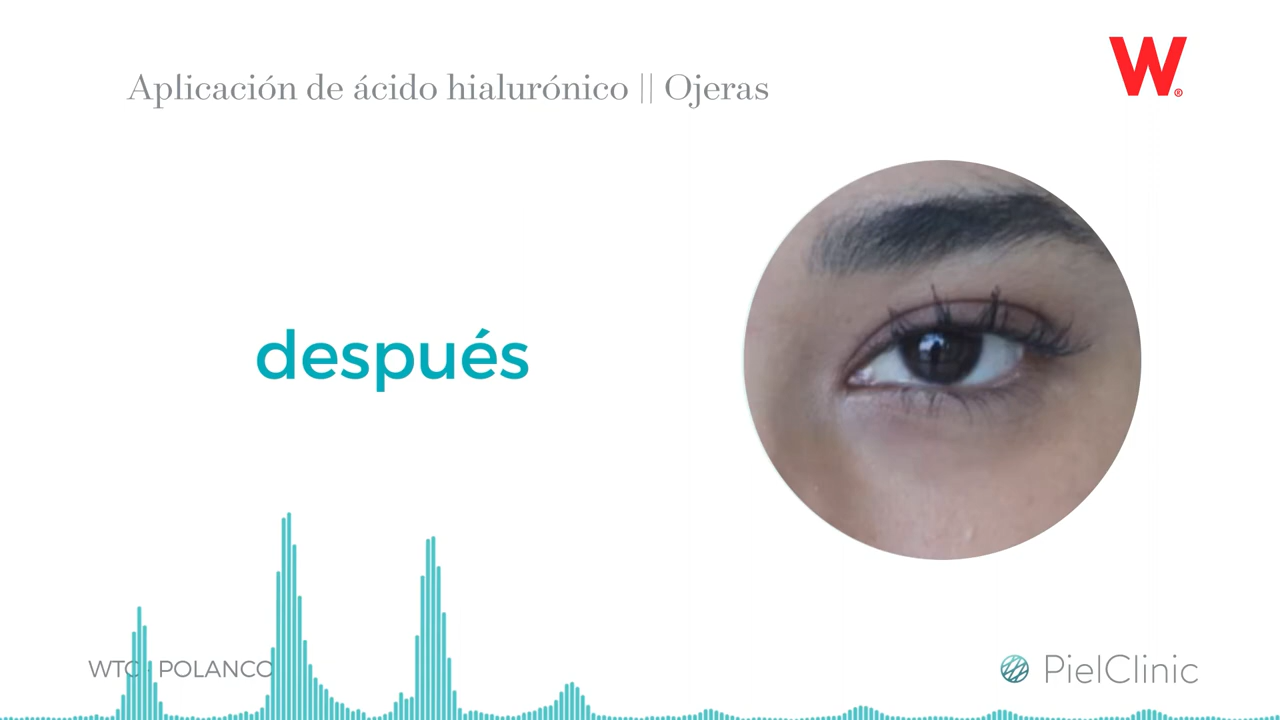 Aplicación de ácido hialurónico || Ojeras
W®
después
WTC · POLANCO
PielClinic